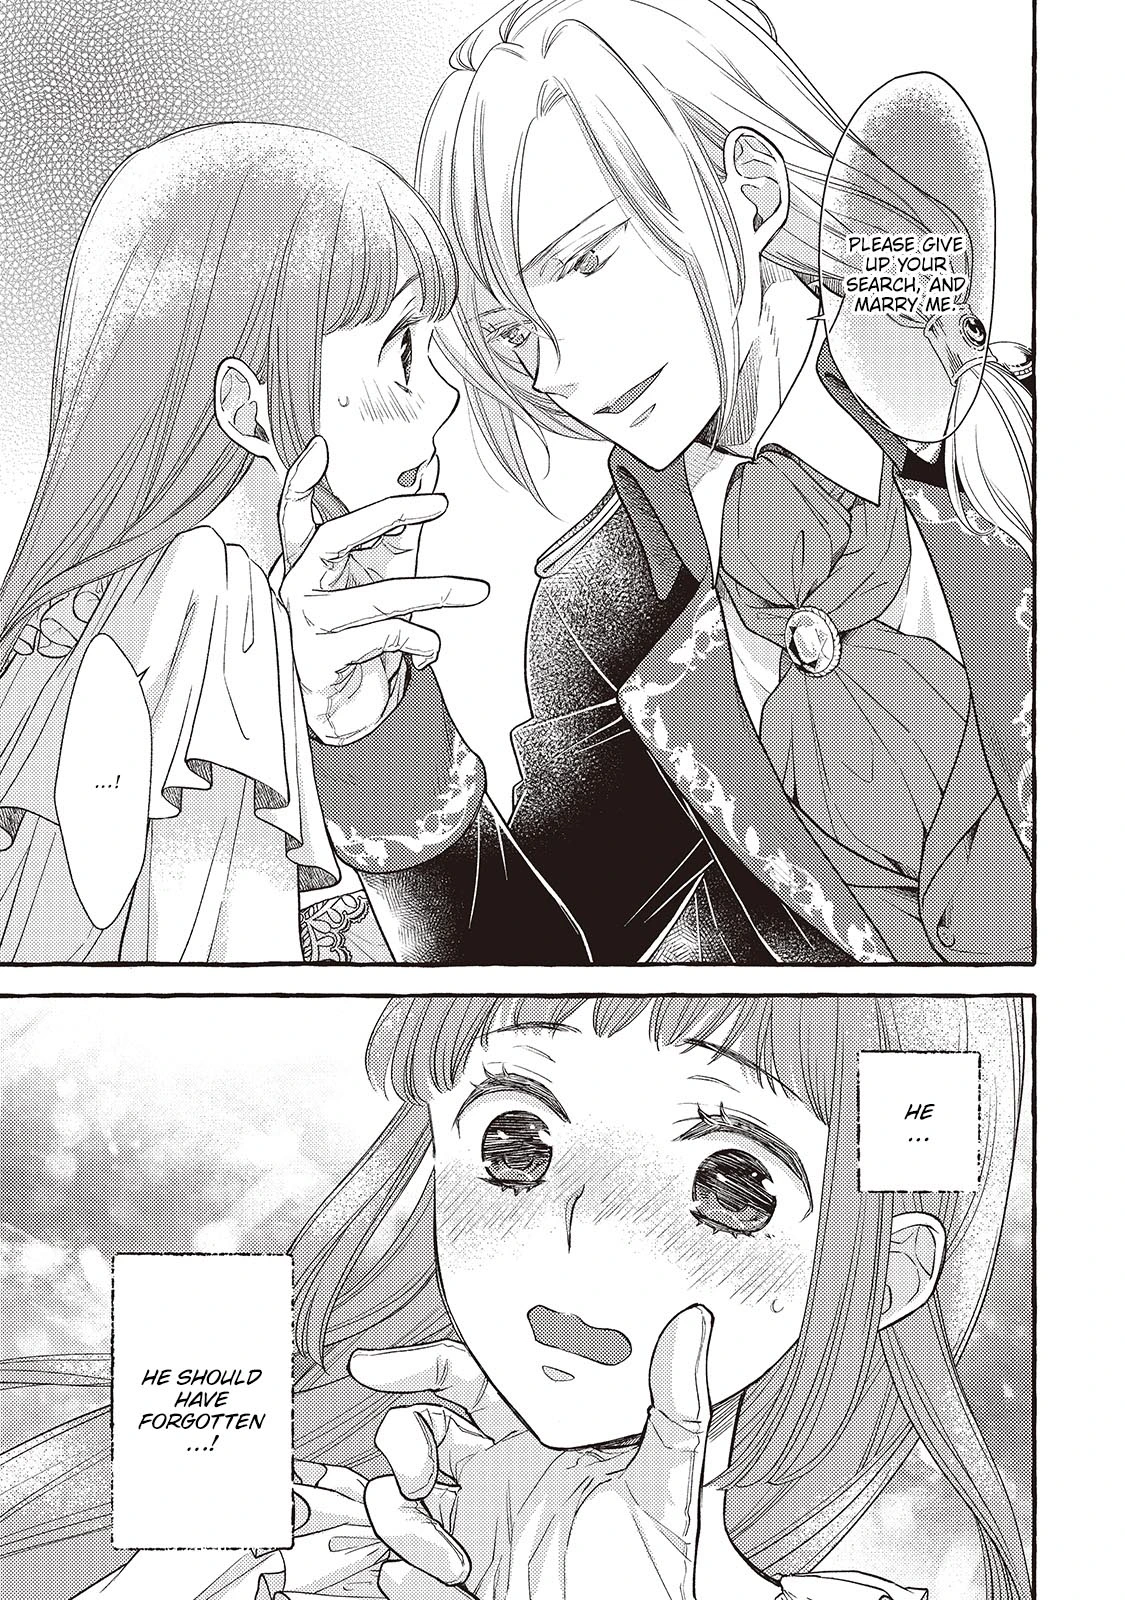 PLEASE GIVE
UP YOUR
SEARCH, AND
MARRY ME.
...!
HE
...
HE SHOULD
HAVE
FORGOTTEN
...!